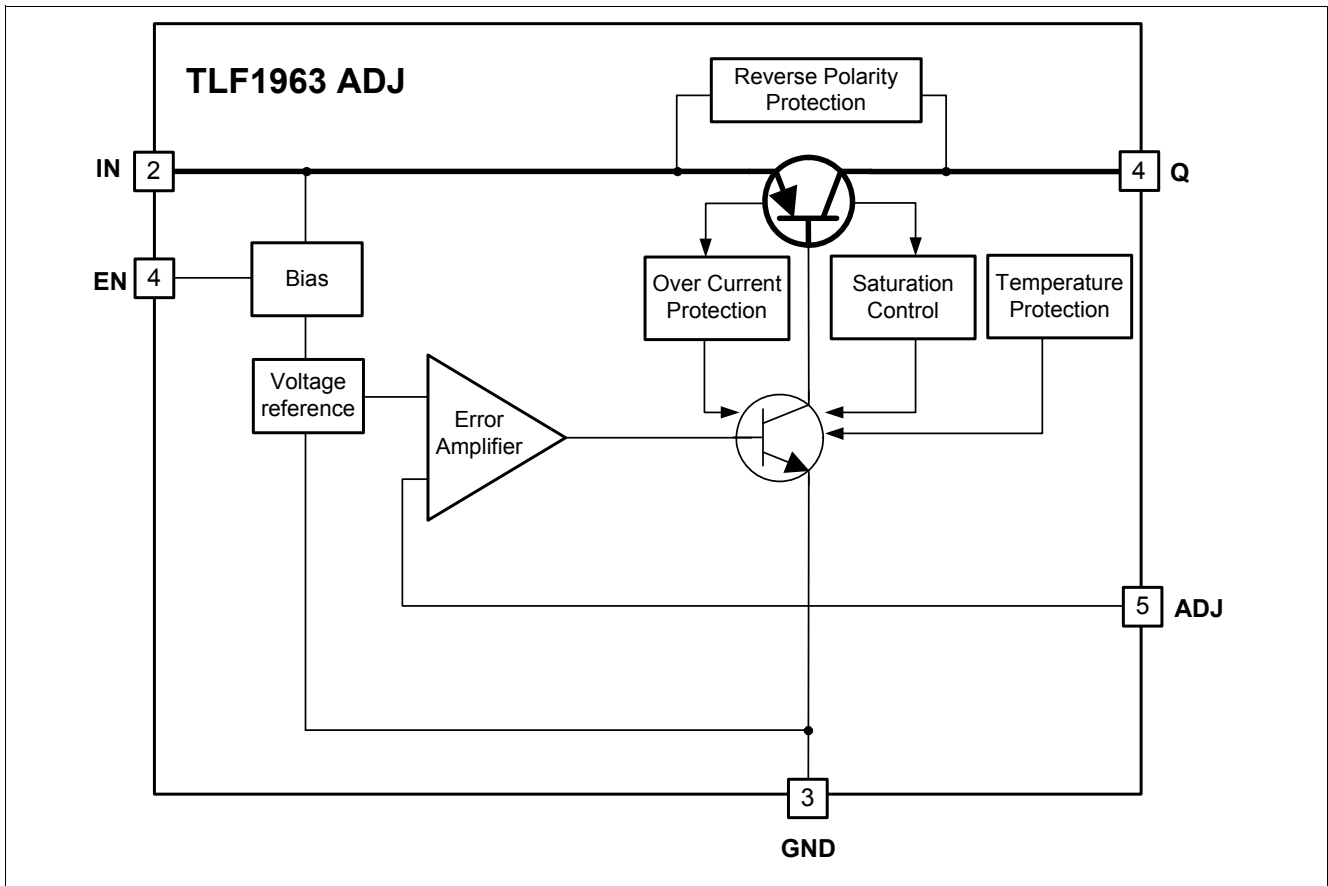 TLF1963 ADJ
Reverse Polarity
Protection
IN
2
4
Q
EN
4
Bias
Over Current
Protection
Saturation
Control
Temperature
Protection
Voltage
reference
Error
Amplifier
5
ADJ
3
GND